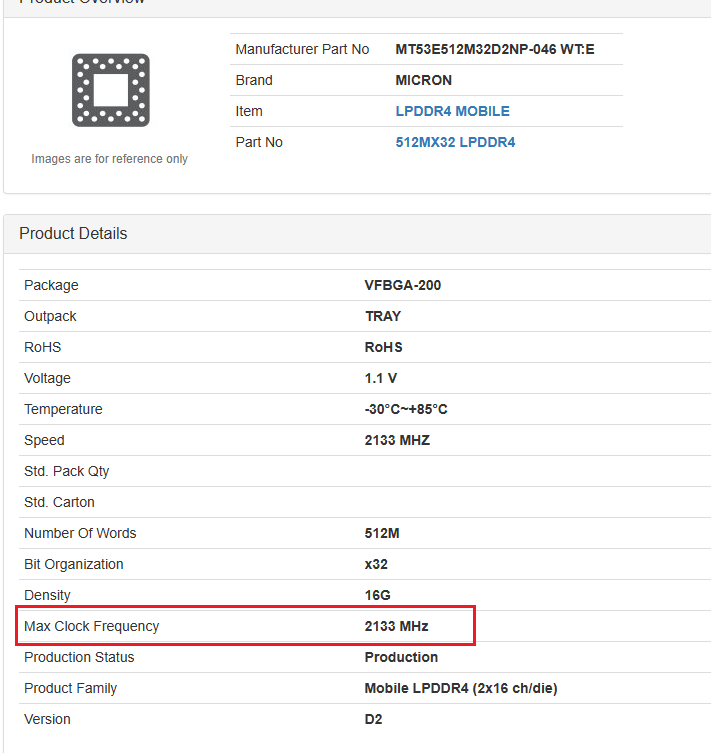 Product Overview
Manufacturer Part No MT53E512M32D2NP-046 WT:E
Brand MICRON
Item LPDDR4 MOBILE
Part No 512MX32 LPDDR4
Images are for reference only
Product Details
Package VFBGA-200
Outpack TRAY
RoHS RoHS
Voltage 1.1 V
Temperature -30°C~+85°C
Speed 2133 MHZ
Std. Pack Qty
Std. Carton
Number Of Words 512M
Bit Organization x32
Density 16G
Max Clock Frequency 2133 MHz
Production Status Production
Product Family Mobile LPDDR4 (2x16 ch/die)
Version D2